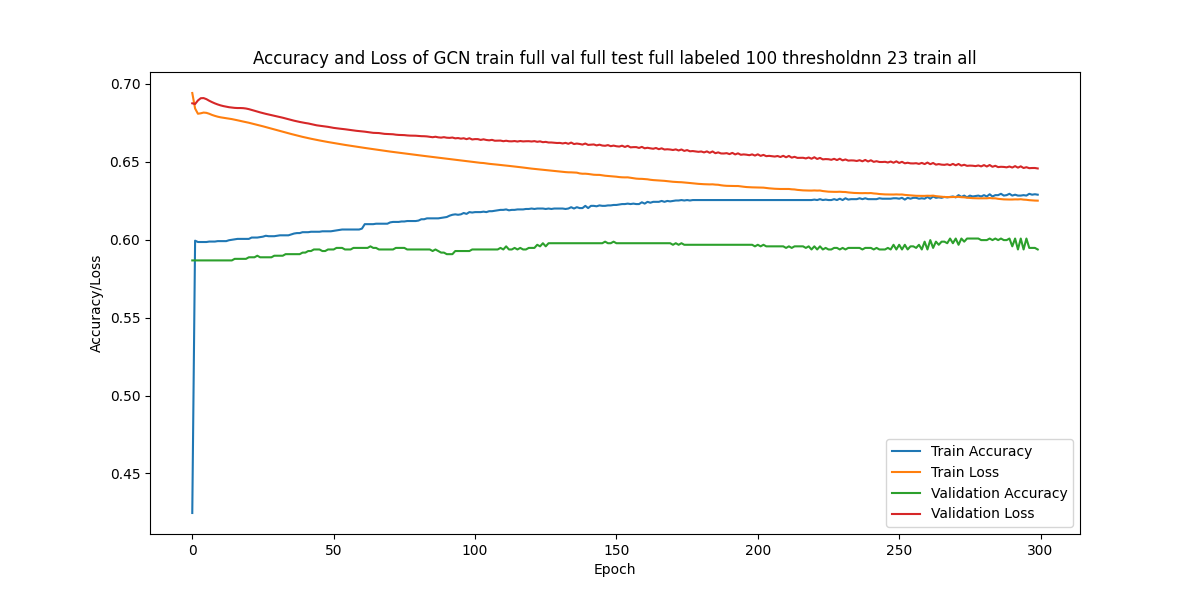 Accuracy and Loss of GCN train full val full test full labeled 100 thresholdnn 23 train all
0.70
0.65
0.60
0.55
0.50
0.45
Accuracy/Loss
0
50
100
150
200
250
300
Epoch
Train Accuracy
Train Loss
Validation Accuracy
Validation Loss